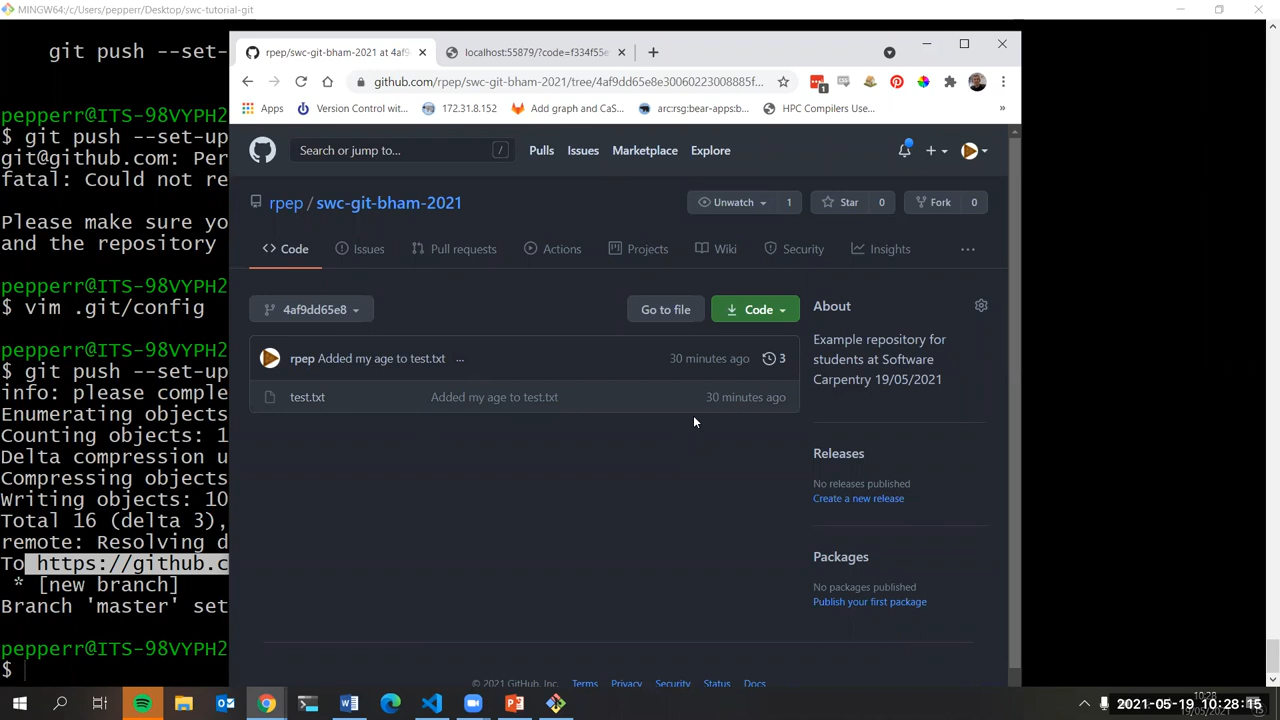 MINGW64:/c/Users/pepperr/Desktop/swc-tutorial-git
git push --set-
pepperr@ITS-98VYPH2
$ git push --set-up
git@github.com: Per
fatal: Could not re
Please make sure yo
and the repository
pepperr@ITS-98VYPH2
$ vim .git/config
pepperr@ITS-98VYPH2
$ git push --set-up
info: please comple
Enumerating objects
Counting objects: 1
Delta compression u
Compressing objects
Writing objects: 10
Total 16 (delta 3),
remote: Resolving d
To https://github.c
* [new branch]
Branch 'master' set
pepperr@ITS-98VYPH2
$
rpep/swc-git-bham-2021 at 4af9
localhost:55879/?code=f334f55e
github.com/rpep/swc-git-bham-2021/tree/4af9dd65e8e30060223008885f...
1
Apps
Version Control wit...
172.31.8.152
Add graph and CaS...
arcrsg:bear-apps:b...
HPC Compilers Use...
»
Search or jump to...
/
Pulls
Issues
Marketplace
Explore
rpep / swc-git-bham-2021
Unwatch 1
Star 0
Fork 0
Code
Issues
Pull requests
Actions
Projects
Wiki
Security
Insights
...
4af9dd65e8
Go to file
Code
rpep Added my age to test.txt ...
30 minutes ago
3
test.txt
Added my age to test.txt
30 minutes ago
About
Example repository for
students at Software
Carpentry 19/05/2021
Releases
No releases published
Create a new release
Packages
No packages published
Publish your first package
© 2021 GitHub, Inc.
Terms
Privacy
Security
Status
Docs
10:28
2021-05-19 10:28:15
19/05/2021